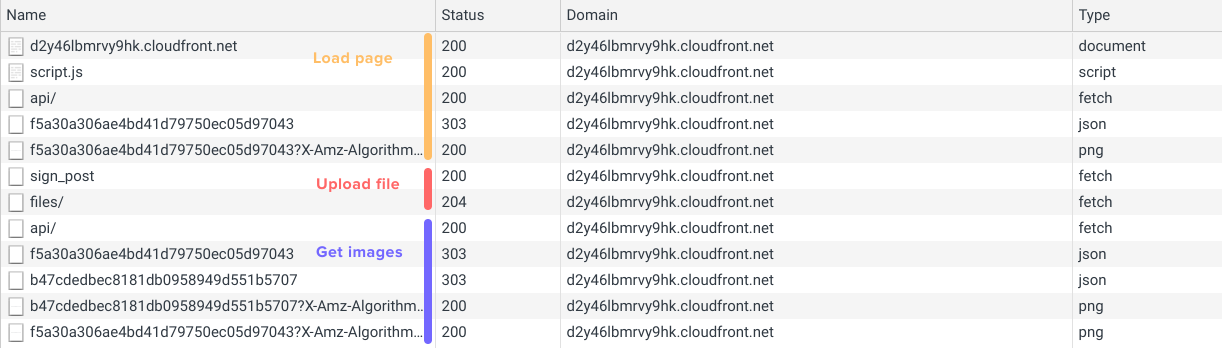 Name Status Domain Type
d2y46lbmrvy9hk.cloudfront.net 200 d2y46lbmrvy9hk.cloudfront.net document
Load page
script.js 200 d2y46lbmrvy9hk.cloudfront.net script
api/ 200 d2y46lbmrvy9hk.cloudfront.net fetch
f5a30a306ae4bd41d79750ec05d97043 303 d2y46lbmrvy9hk.cloudfront.net json
f5a30a306ae4bd41d79750ec05d97043?X-Amz-Algorithm... 200 d2y46lbmrvy9hk.cloudfront.net png
sign_post 200 d2y46lbmrvy9hk.cloudfront.net fetch
Upload file
files/ 204 d2y46lbmrvy9hk.cloudfront.net fetch
api/ 200 d2y46lbmrvy9hk.cloudfront.net fetch
f5a30a306ae4bd41d79750ec05d97043 Get images 303 d2y46lbmrvy9hk.cloudfront.net json
b47cdedbec8181db0958949d551b5707 303 d2y46lbmrvy9hk.cloudfront.net json
b47cdedbec8181db0958949d551b5707?X-Amz-Algorithm... 200 d2y46lbmrvy9hk.cloudfront.net png
f5a30a306ae4bd41d79750ec05d97043?X-Amz-Algorithm... 200 d2y46lbmrvy9hk.cloudfront.net png